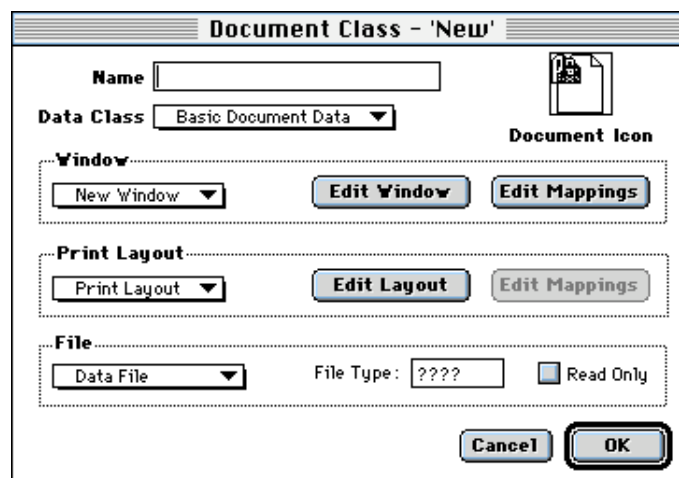 Document Class - 'New'
Name
Data Class Basic Document Data
Document Icon
Window
New Window Edit Window Edit Mappings
Print Layout
Print Layout Edit Layout Edit Mappings
File
Data File File Type: ???? Read Only
Cancel OK